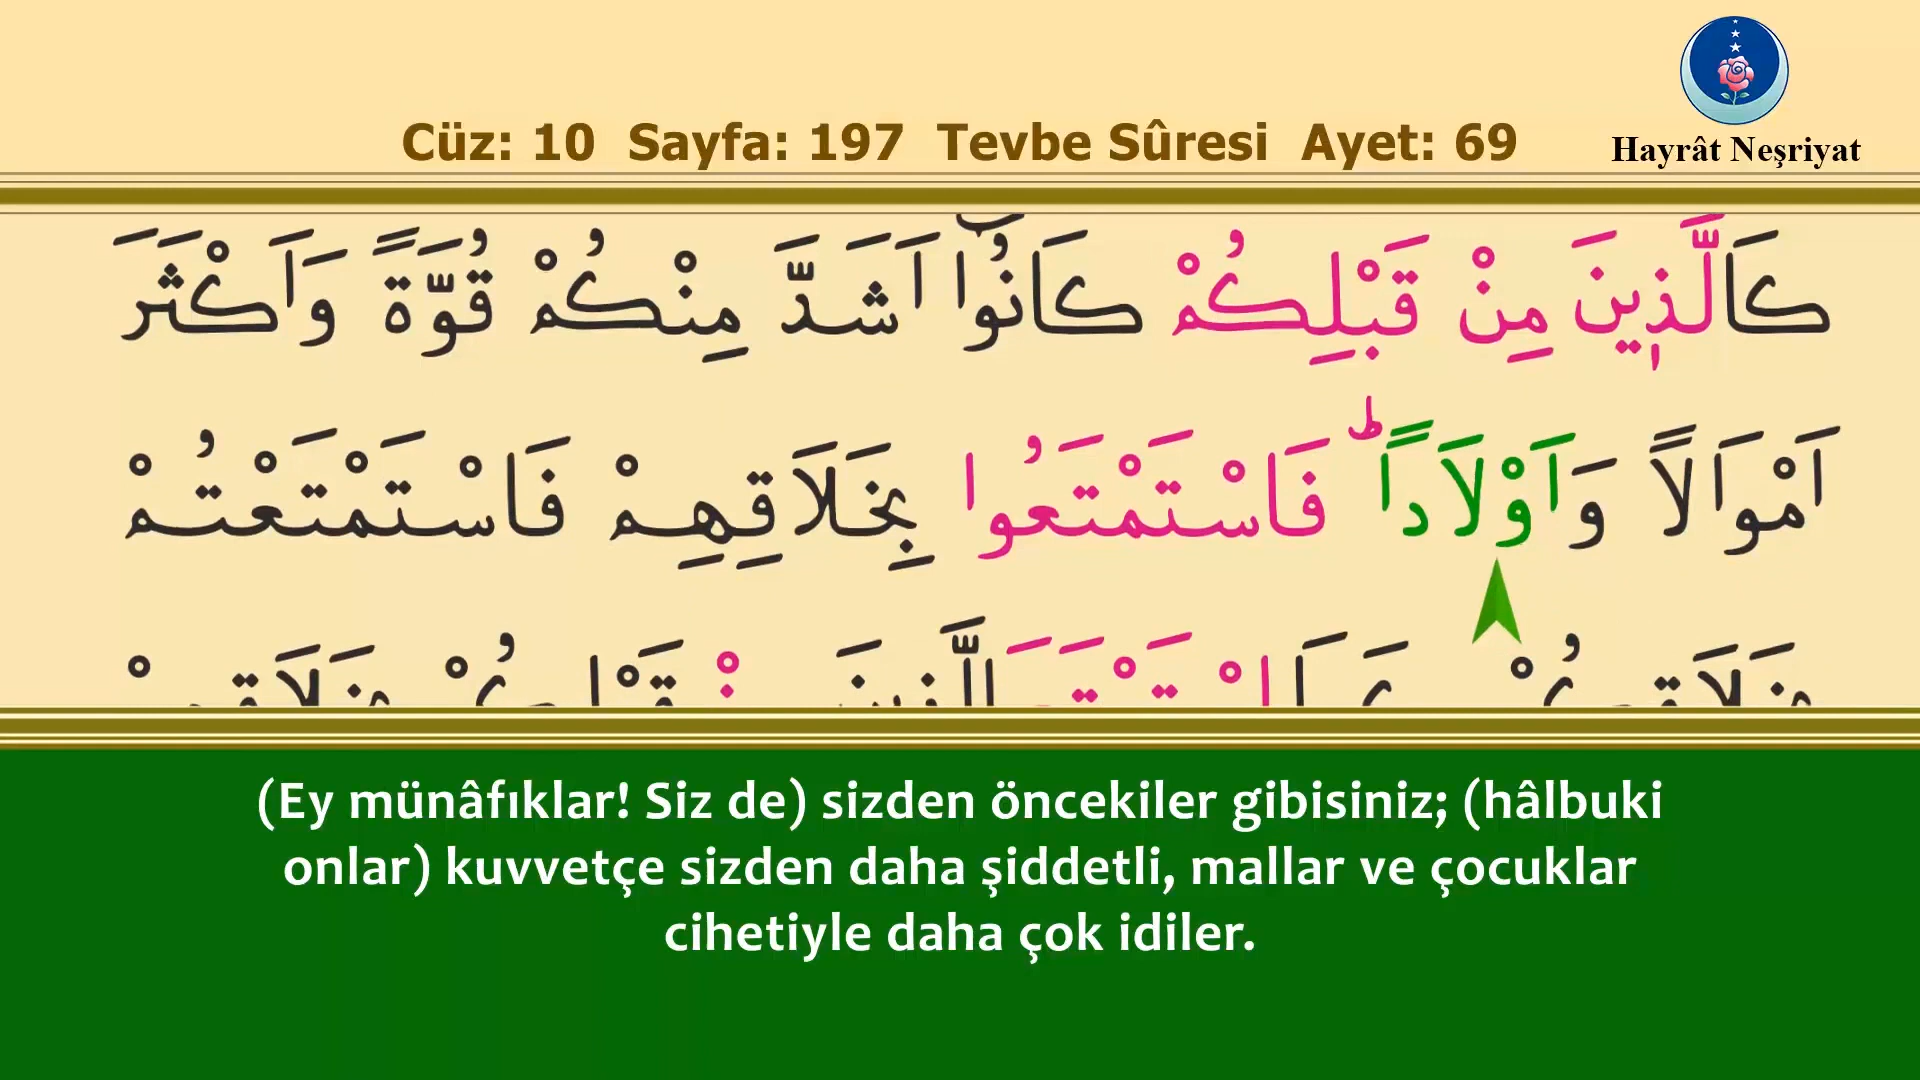 Cüz: 10 Sayfa: 197 Tevbe Sûresi Ayet: 69
Hayrât Neşriyat
كَالَّذ۪ينَ مِنْ قَبْلِكُمْ كَانُٓوا اَشَدَّ مِنْكُمْ قُوَّةً وَاَكْثَرَ
اَمْوَالًا وَاَوْلَادًاۜ فَاسْتَمْتَعُوا بِخَلَاقِهِمْ فَاسْتَمْتَعْتُمْ
(Ey münâfıklar! Siz de) sizden öncekiler gibisiniz; (hâlbuki
onlar) kuvvetçe sizden daha şiddetli, mallar ve çocuklar
cihetiyle daha çok idiler.